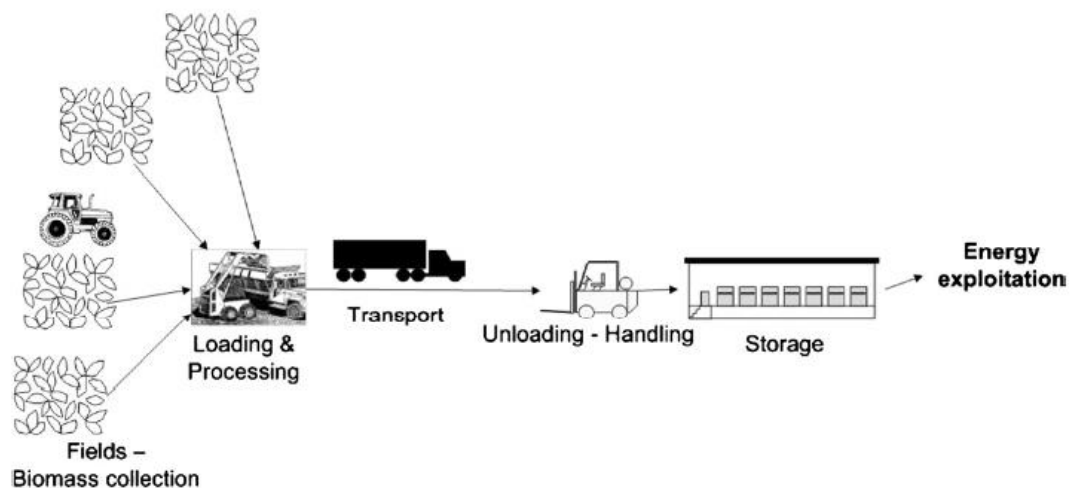 Energy
exploitation
Transport
Unloading - Handling
Storage
Loading &
Processing
Fields –
Biomass collection